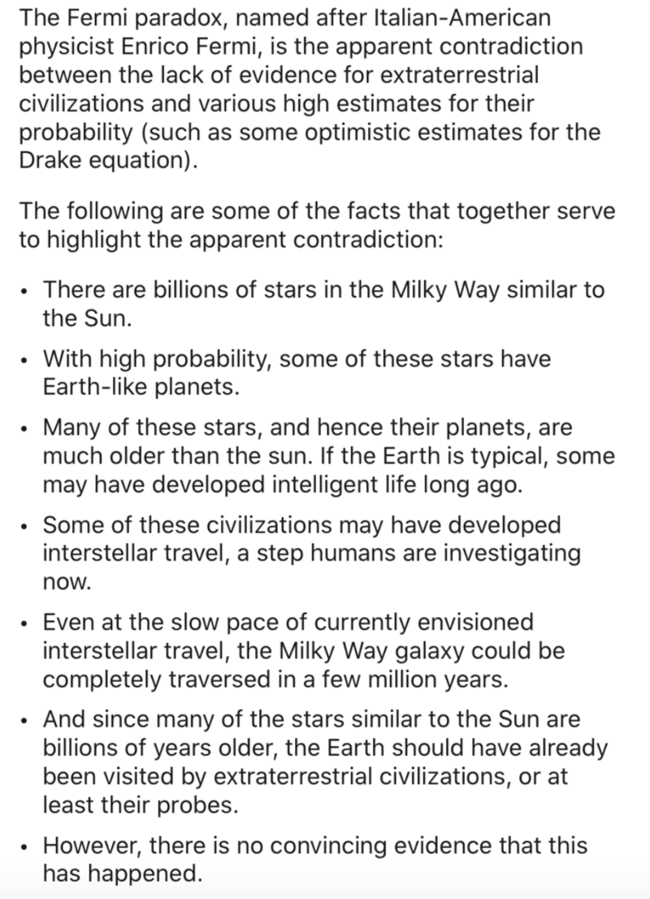 The Fermi paradox, named after Italian-American
physicist Enrico Fermi, is the apparent contradiction
between the lack of evidence for extraterrestrial
civilizations and various high estimates for their
probability (such as some optimistic estimates for the
Drake equation).
The following are some of the facts that together serve
to highlight the apparent contradiction:
• There are billions of stars in the Milky Way similar to
the Sun.
• With high probability, some of these stars have
Earth-like planets.
• Many of these stars, and hence their planets, are
much older than the sun. If the Earth is typical, some
may have developed intelligent life long ago.
• Some of these civilizations may have developed
interstellar travel, a step humans are investigating
now.
• Even at the slow pace of currently envisioned
interstellar travel, the Milky Way galaxy could be
completely traversed in a few million years.
• And since many of the stars similar to the Sun are
billions of years older, the Earth should have already
been visited by extraterrestrial civilizations, or at
least their probes.
• However, there is no convincing evidence that this
has happened.